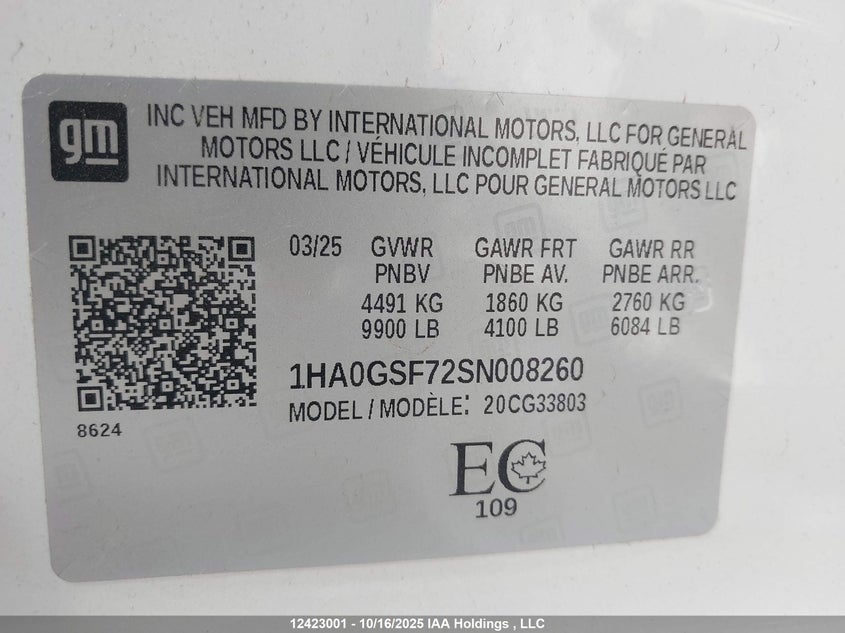 gm
INC VEH MFD BY INTERNATIONAL MOTORS, LLC FOR GENERAL
MOTORS LLC / VÉHICULE INCOMPLET FABRIQUÉ PAR
INTERNATIONAL MOTORS, LLC POUR GENERAL MOTORS LLC
03/25 GVWR GAWR FRT GAWR RR
PNBV PNBE AV. PNBE ARR.
4491 KG 1860 KG 2760 KG
9900 LB 4100 LB 6084 LB
1HA0GSF72SN008260
MODEL / MODÈLE: 20CG33803
8624
EC
109
12423001 - 10/16/2025 IAA Holdings , LLC